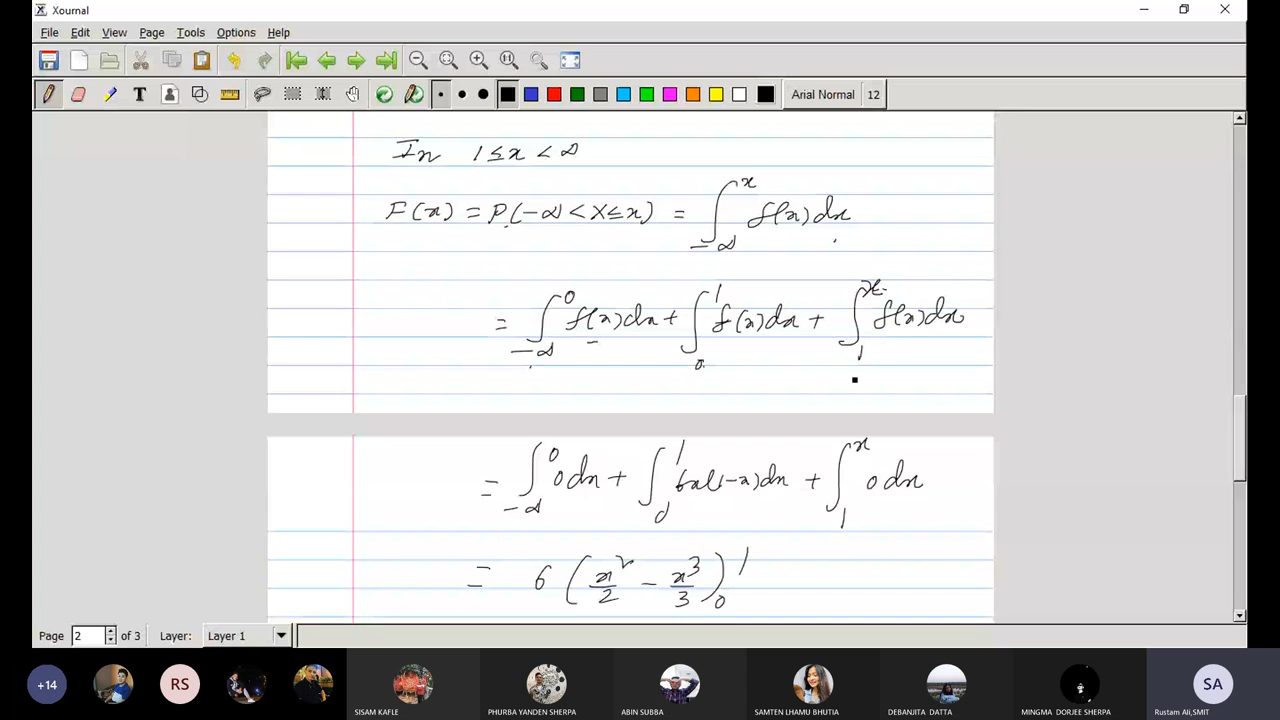 Xournal
File Edit View Page Tools Options Help
Arial Normal 12
In 1 ≤ x < ∞
F(x) = P(-∞ < X ≤ x) = ∫_{-∞}^{x} f(x) dx
= ∫_{-∞}^{0} f(x) dx + ∫_{0}^{1} f(x) dx + ∫_{1}^{x} f(x) dx
= ∫_{-∞}^{0} 0 dx + ∫_{0}^{1} 6x(1-x) dx + ∫_{1}^{x} 0 dx
= 6 (x²/2 - x³/3)_{0}^{1}
Page 2 of 3 Layer: Layer 1
+14 RS SA
SISAM KAFLE PHURBA YANDEN SHERPA ABIN SUBBA SAMTEN LHAMU BHUTIA DEBANJITA DATTA MINGMA DORJEE SHERPA Rustam Ali,SMIT